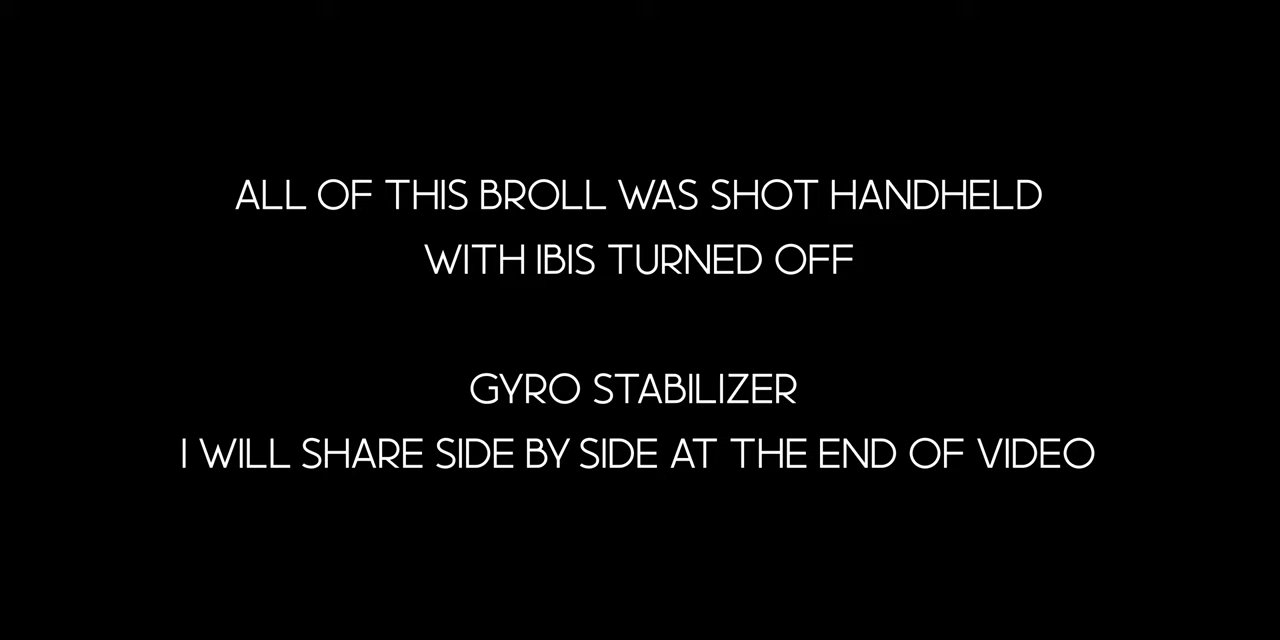 ALL OF THIS BROLL WAS SHOT HANDHELD
WITH IBIS TURNED OFF
GYRO STABILIZER
I WILL SHARE SIDE BY SIDE AT THE END OF VIDEO